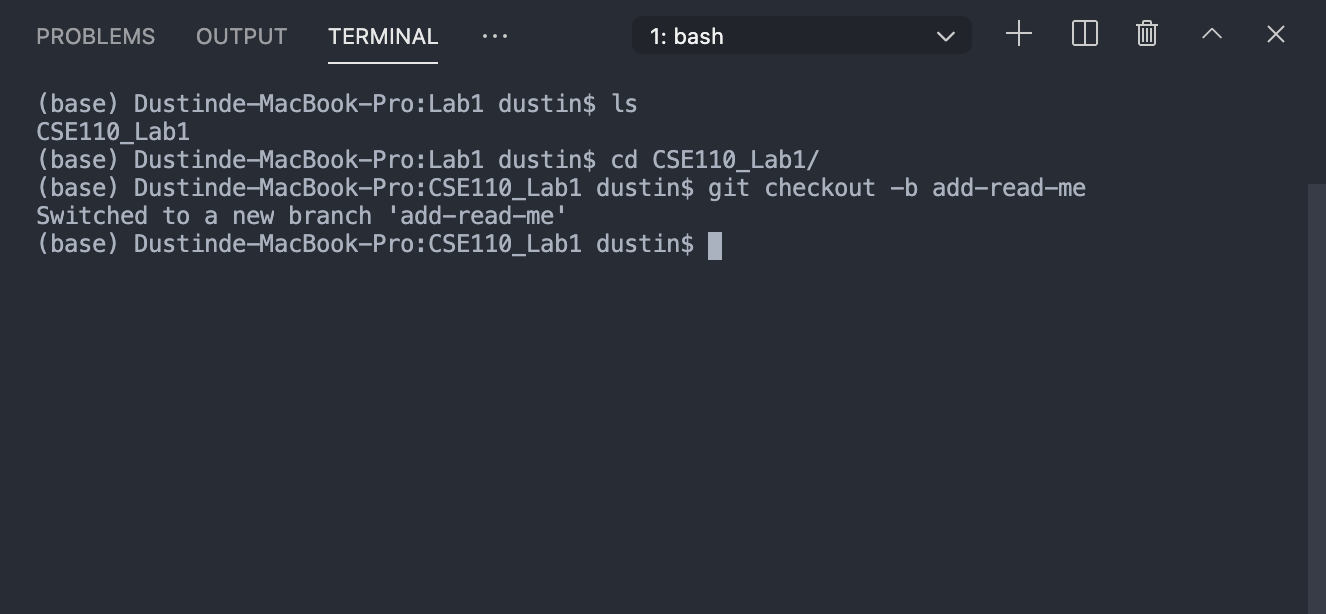 PROBLEMS OUTPUT TERMINAL ··· 1: bash
(base) Dustinde-MacBook-Pro:Lab1 dustin$ ls
CSE110_Lab1
(base) Dustinde-MacBook-Pro:Lab1 dustin$ cd CSE110_Lab1/
(base) Dustinde-MacBook-Pro:CSE110_Lab1 dustin$ git checkout -b add-read-me
Switched to a new branch 'add-read-me'
(base) Dustinde-MacBook-Pro:CSE110_Lab1 dustin$